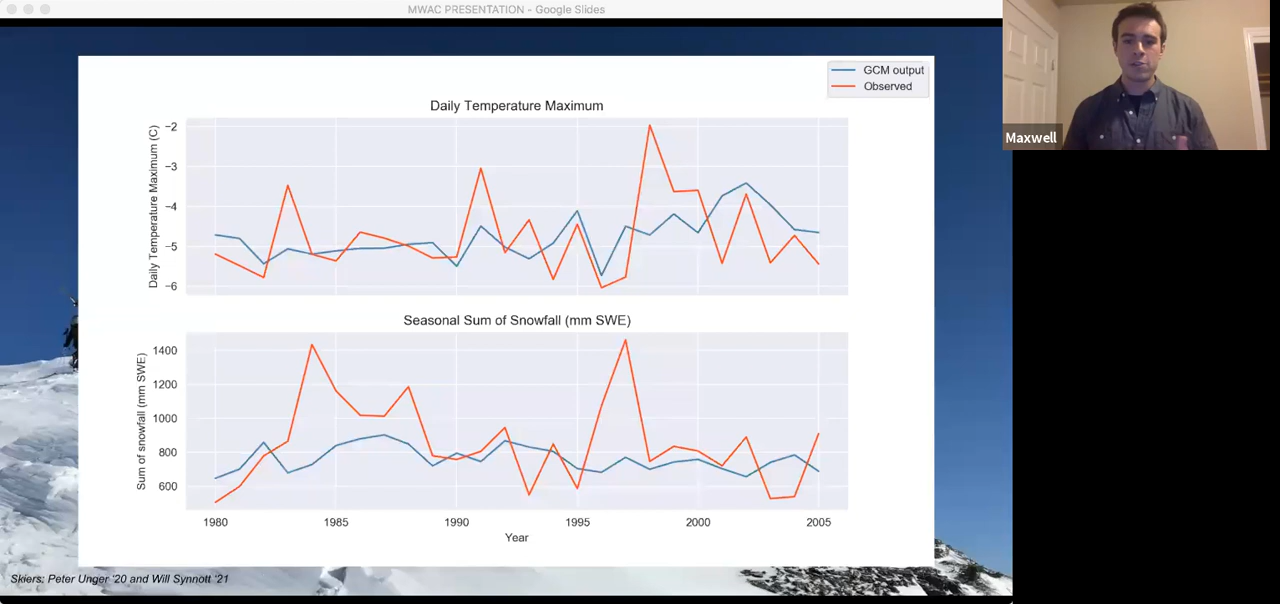 MWAC PRESENTATION - Google Slides
GCM output
Observed
Daily Temperature Maximum
Daily Temperature Maximum (C)
−2
−3
−4
−5
−6
Seasonal Sum of Snowfall (mm SWE)
Sum of snowfall (mm SWE)
1400
1200
1000
800
600
1980 1985 1990 1995 2000 2005
Year
Skiers: Peter Unger '20 and Will Synnott '21
Maxwell